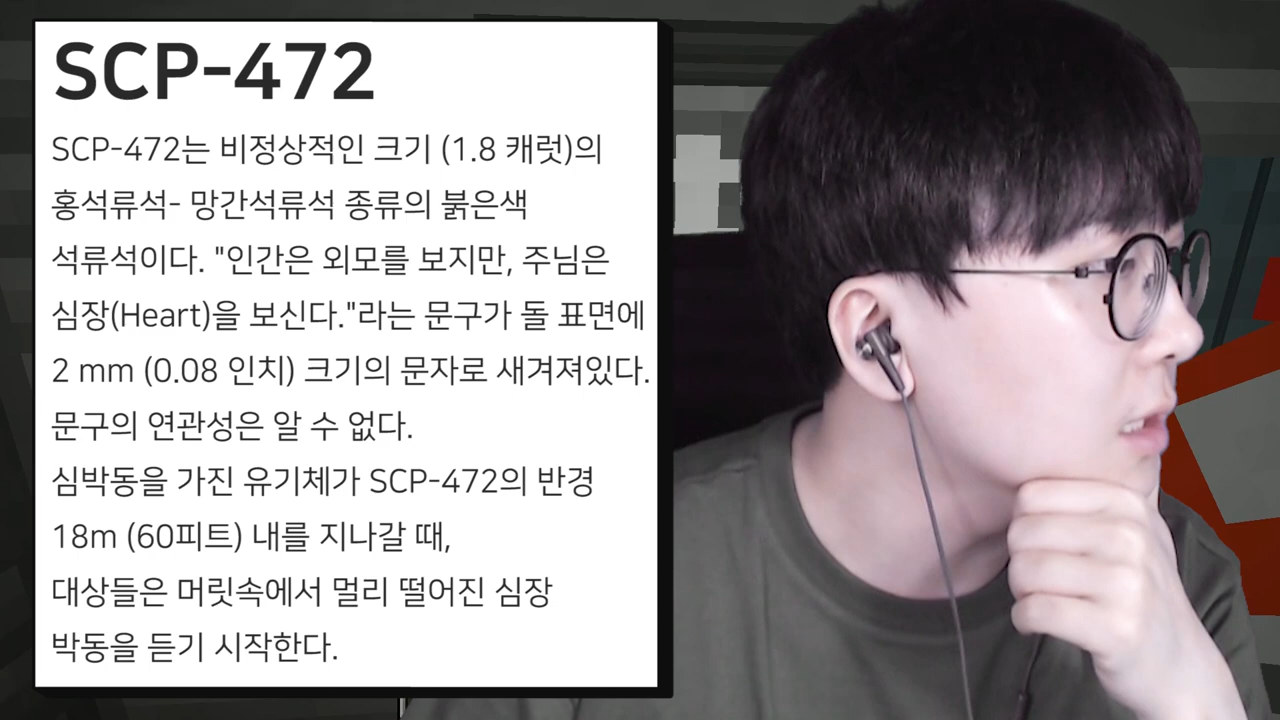 SCP-472
SCP-472는 비정상적인 크기 (1.8 캐럿)의
홍석류석- 망간석류석 종류의 붉은색
석류석이다. "인간은 외모를 보지만, 주님은
심장(Heart)을 보신다."라는 문구가 돌 표면에
2 mm (0.08 인치) 크기의 문자로 새겨져있다.
문구의 연관성은 알 수 없다.
심박동을 가진 유기체가 SCP-472의 반경
18m (60피트) 내를 지나갈 때,
대상들은 머릿속에서 멀리 떨어진 심장
박동을 듣기 시작한다.